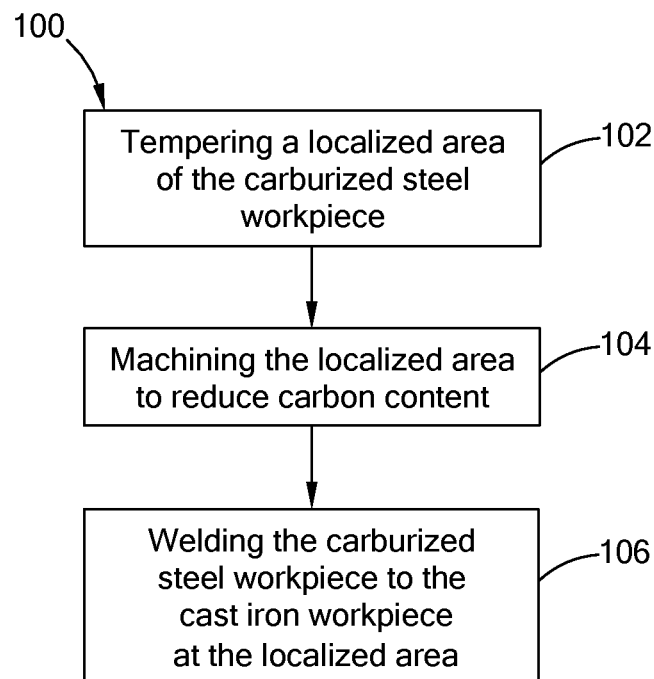 100
Tempering a localized area
of the carburized steel
workpiece
102
Machining the localized area
to reduce carbon content
104
Welding the carburized
steel workpiece to the
cast iron workpiece
at the localized area
106